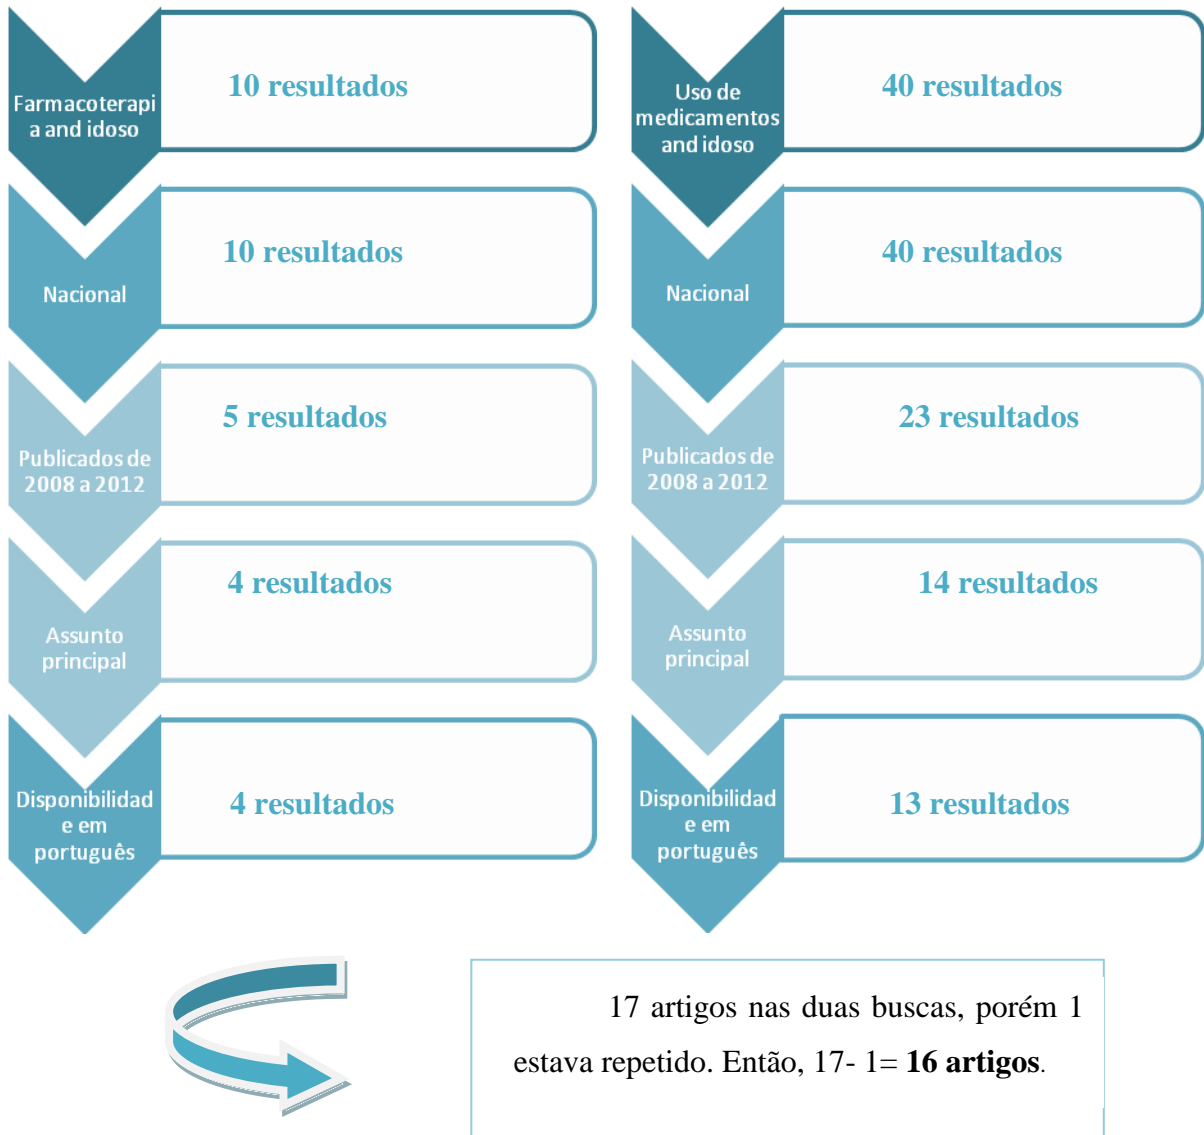 Farmacoterapi
a and idoso
10 resultados
Nacional
10 resultados
Publicados de
2008 a 2012
5 resultados
Assunto
principal
4 resultados
Disponibilidad
e em
português
4 resultados
Uso de
medicamentos
and idoso
40 resultados
Nacional
40 resultados
Publicados de
2008 a 2012
23 resultados
Assunto
principal
14 resultados
Disponibilidad
e em
português
13 resultados
17 artigos nas duas buscas, porém 1
estava repetido. Então, 17- 1= 16 artigos.